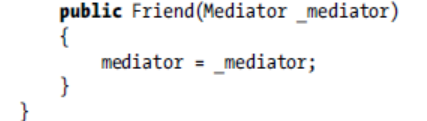 public Friend(Mediator _mediator)
{
mediator = _mediator;
}
}